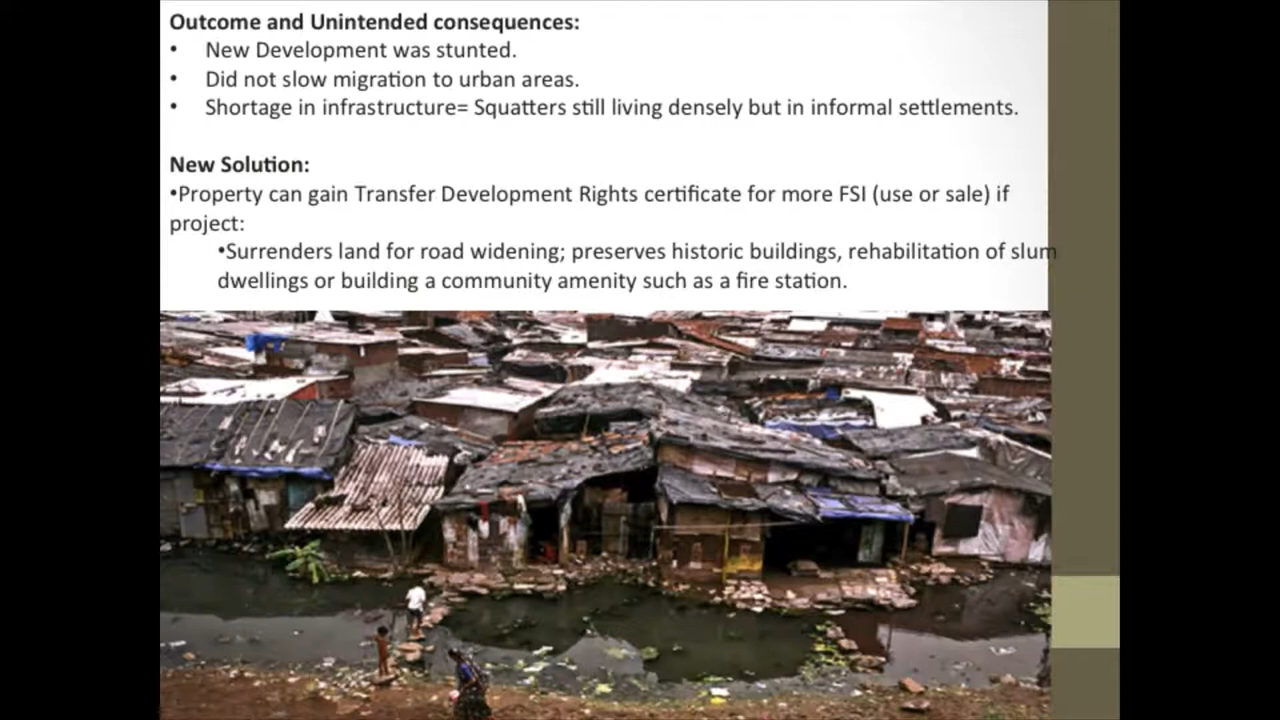 Outcome and Unintended consequences:
• New Development was stunted.
• Did not slow migration to urban areas.
• Shortage in infrastructure= Squatters still living densely but in informal settlements.
New Solution:
•Property can gain Transfer Development Rights certificate for more FSI (use or sale) if
project:
•Surrenders land for road widening; preserves historic buildings, rehabilitation of slum
dwellings or building a community amenity such as a fire station.